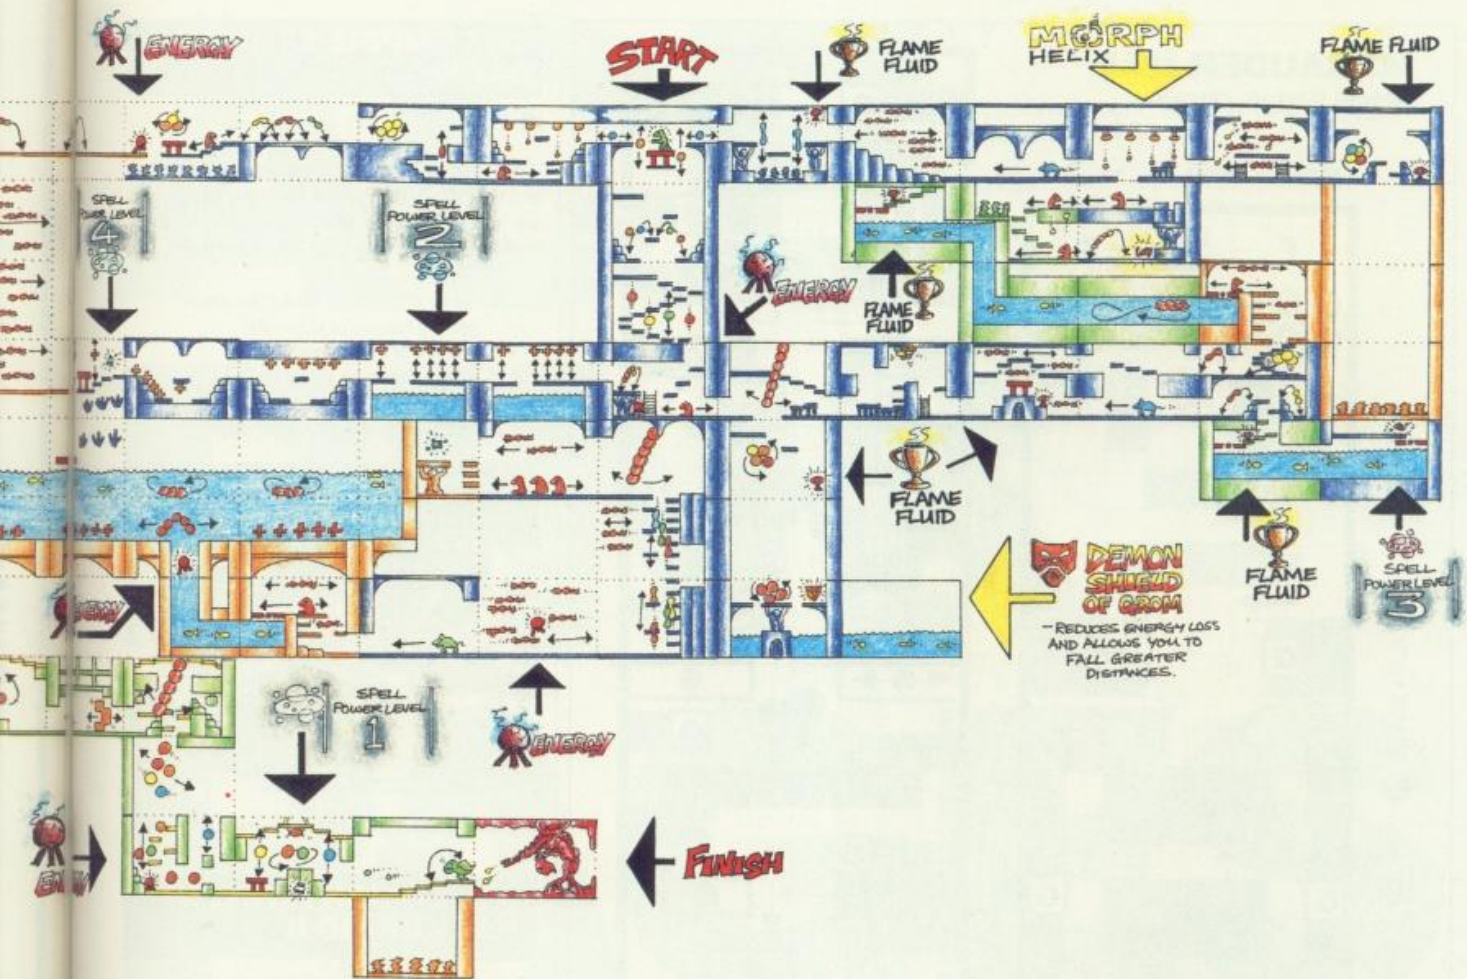 ENERGY
START
FLAME
FLUID
MORPH
HELIX
FLAME FLUID
SPELL
POWER LEVEL
4
SPELL
POWER LEVEL
2
ENERGY
FLAME
FLUID
FLAME
FLUID
DEMON
SHIELD
OF GROM
- REDUCES ENERGY LOSS
AND ALLOWS YOU TO
FALL GREATER
DISTANCES.
FLAME
FLUID
SPELL
POWER LEVEL
3
ENERGY
SPELL
POWER LEVEL
1
ENERGY
ENERGY
FINISH